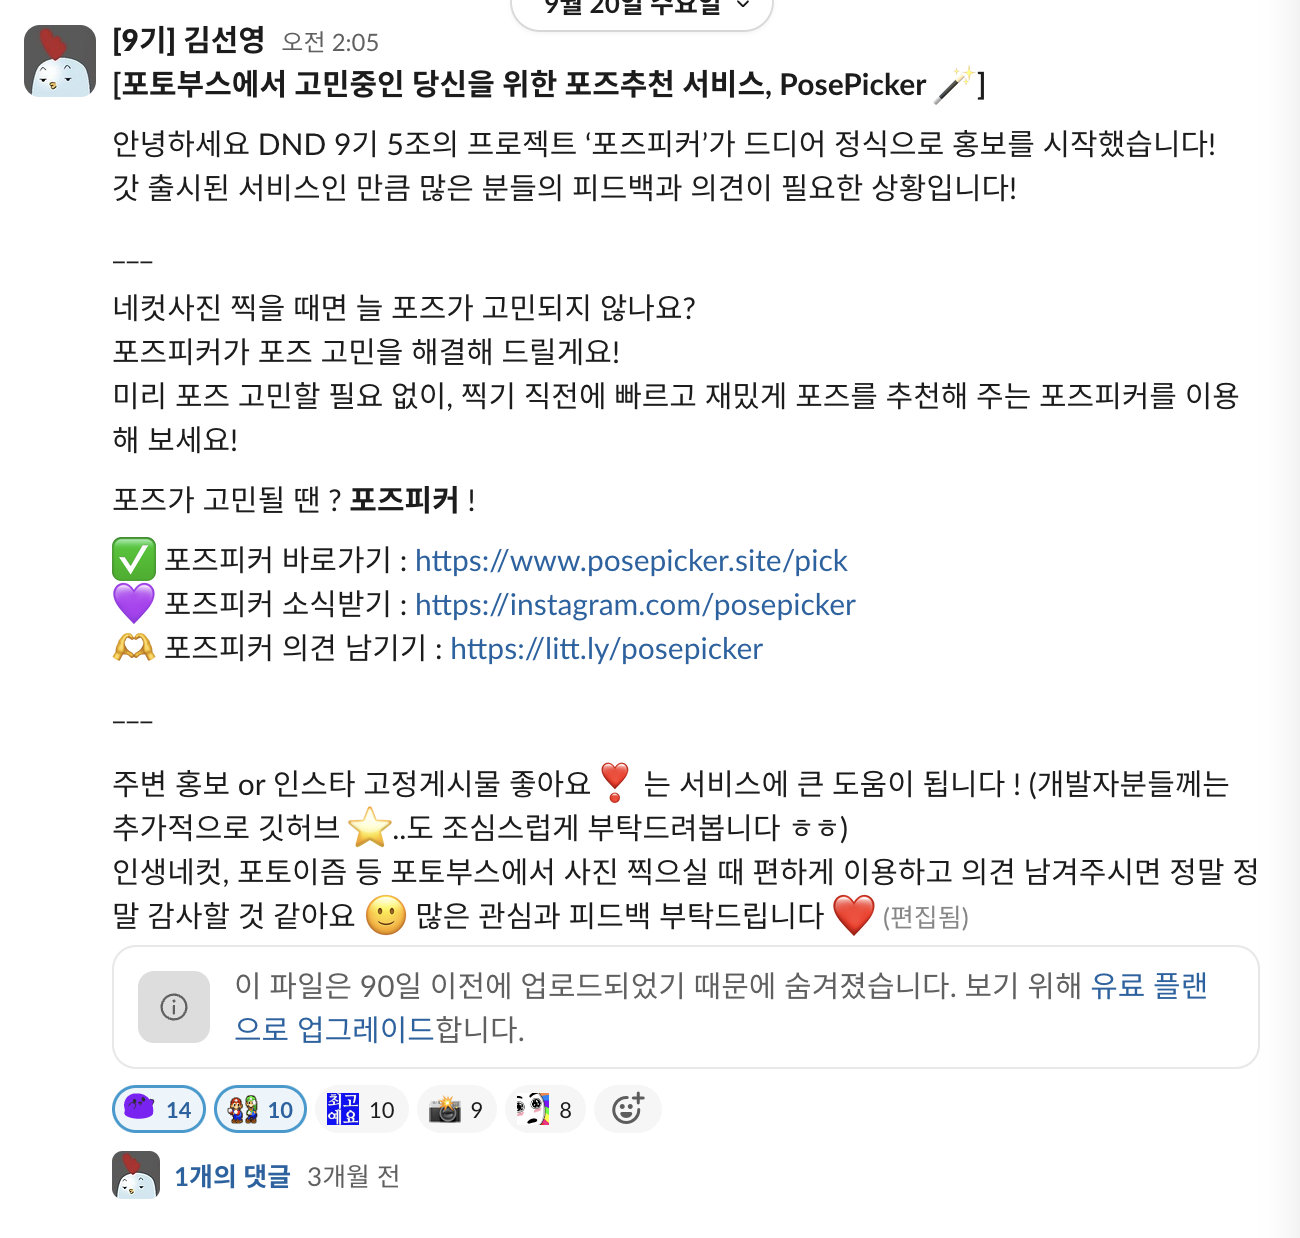 9월 20일 수요일
[9기] 김선영 오전 2:05
[포토부스에서 고민중인 당신을 위한 포즈추천 서비스, PosePicker 🪄]
안녕하세요 DND 9기 5조의 프로젝트 ‘포즈피커’가 드디어 정식으로 홍보를 시작했습니다!
갓 출시된 서비스인 만큼 많은 분들의 피드백과 의견이 필요한 상황입니다!
---
네컷사진 찍을 때면 늘 포즈가 고민되지 않나요?
포즈피커가 포즈 고민을 해결해 드릴게요!
미리 포즈 고민할 필요 없이, 찍기 직전에 빠르고 재밌게 포즈를 추천해 주는 포즈피커를 이용
해 보세요!
포즈가 고민될 땐 ? 포즈피커 !
✅ 포즈피커 바로가기 : https://www.posepicker.site/pick
💜 포즈피커 소식받기 : https://instagram.com/posepicker
🫶 포즈피커 의견 남기기 : https://litt.ly/posepicker
---
주변 홍보 or 인스타 고정게시물 좋아요 ❣️ 는 서비스에 큰 도움이 됩니다 ! (개발자분들께는
추가적으로 깃허브 ⭐..도 조심스럽게 부탁드려봅니다 ㅎㅎ)
인생네컷, 포토이즘 등 포토부스에서 사진 찍으실 때 편하게 이용하고 의견 남겨주시면 정말 정
말 감사할 것 같아요 🙂 많은 관심과 피드백 부탁드립니다 ❤️ (편집됨)
이 파일은 90일 이전에 업로드되었기 때문에 숨겨졌습니다. 보기 위해 유료 플랜
으로 업그레이드합니다.
14 10 최고예요 10 9 8
1개의 댓글 3개월 전